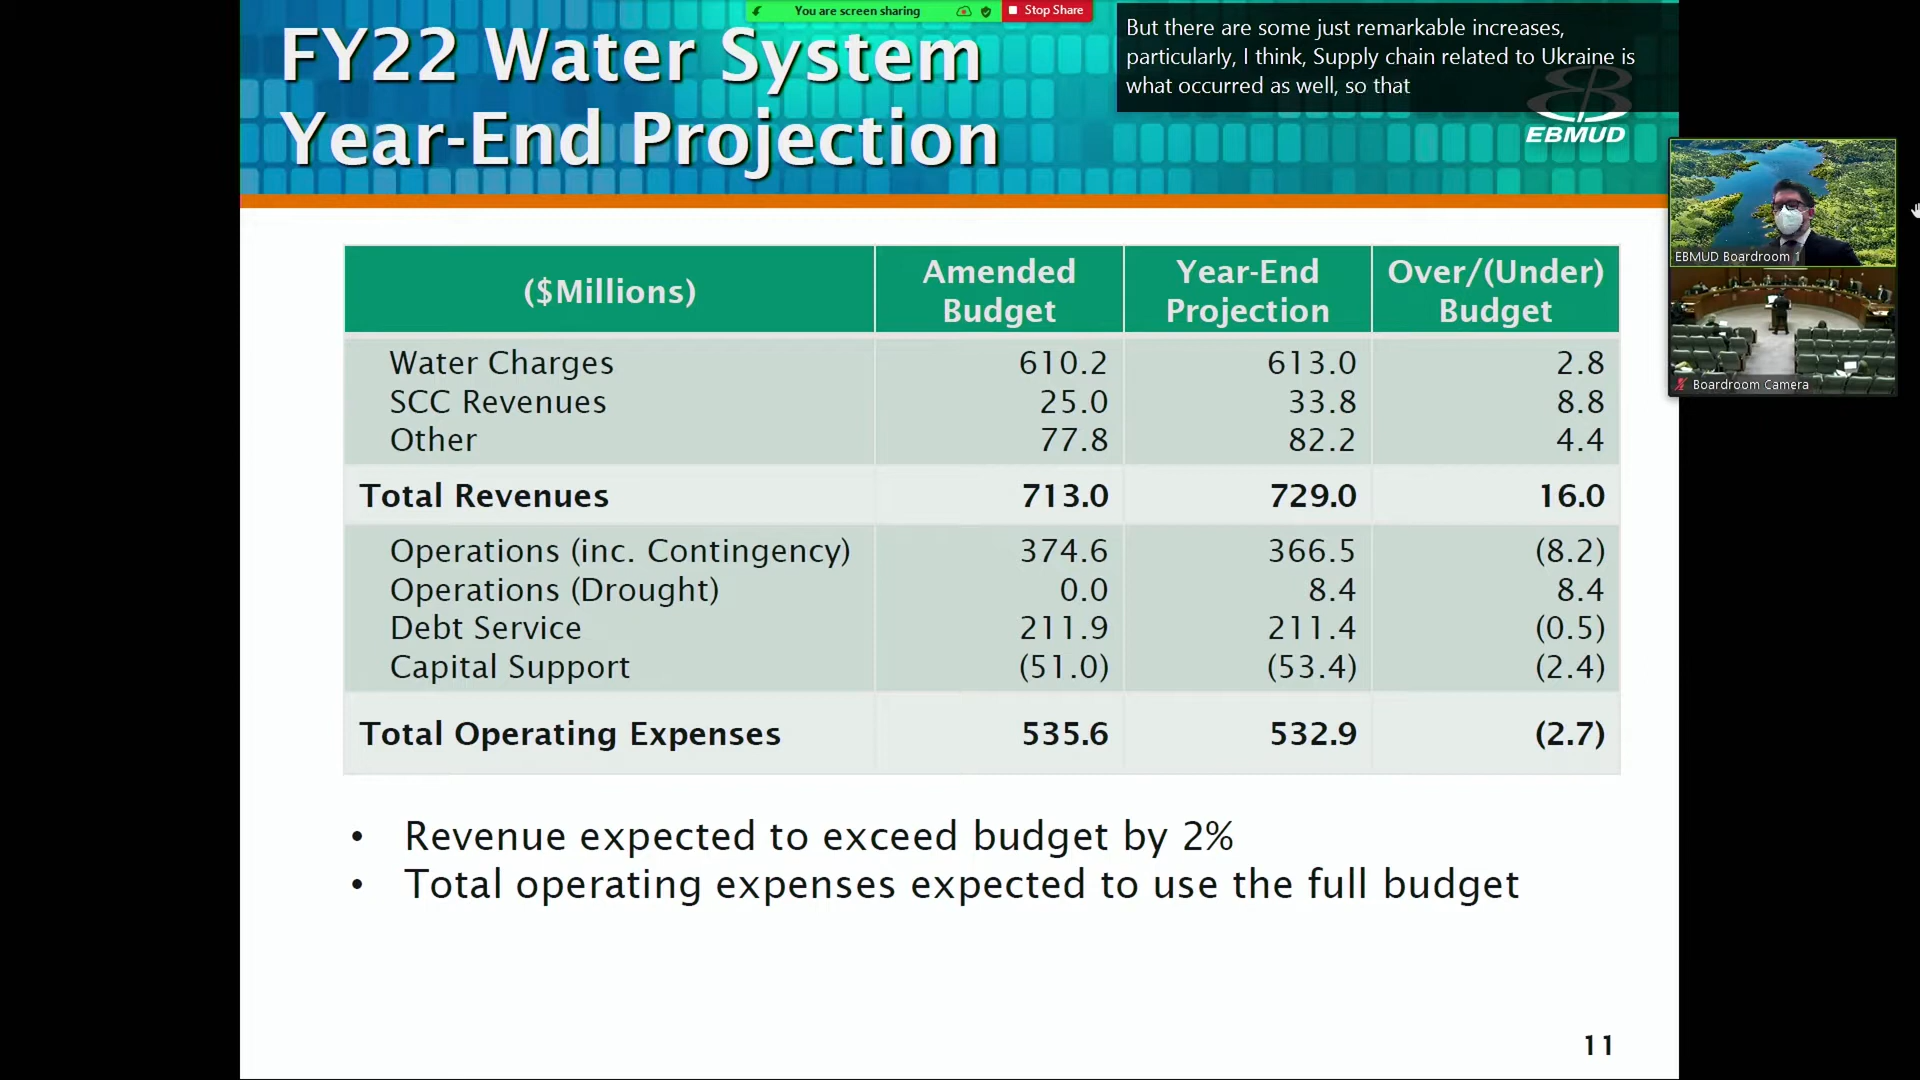 You are screen sharing
Stop Share
FY22 Water System
Year-End Projection
But there are some just remarkable increases,
particularly, I think, Supply chain related to Ukraine is
what occurred as well, so that
EBMUD
EBMUD Boardroom 1
Boardroom Camera
($Millions) Amended Budget Year-End Projection Over/(Under) Budget
Water Charges 610.2 613.0 2.8
SCC Revenues 25.0 33.8 8.8
Other 77.8 82.2 4.4
Total Revenues 713.0 729.0 16.0
Operations (inc. Contingency) 374.6 366.5 (8.2)
Operations (Drought) 0.0 8.4 8.4
Debt Service 211.9 211.4 (0.5)
Capital Support (51.0) (53.4) (2.4)
Total Operating Expenses 535.6 532.9 (2.7)
• Revenue expected to exceed budget by 2%
• Total operating expenses expected to use the full budget
11